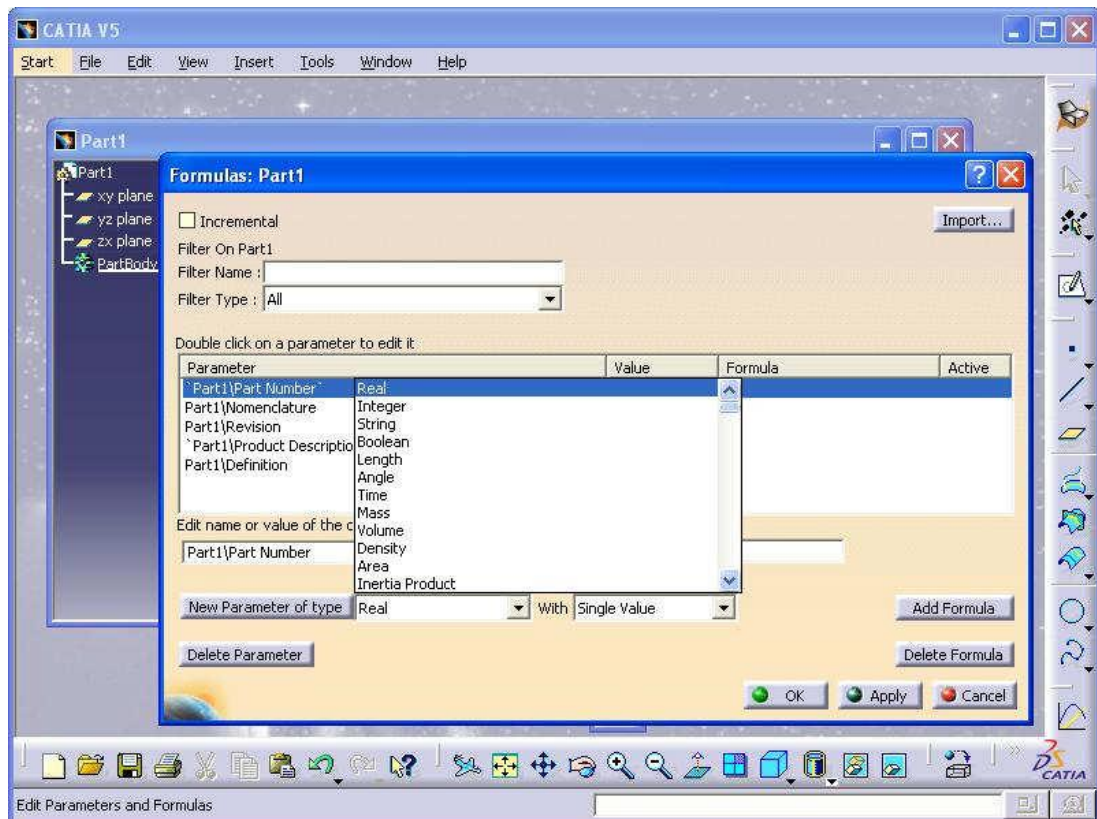 CATIA V5
Start File Edit View Insert Tools Window Help
Part1
Part1
xy plane
yz plane
zx plane
PartBody
Formulas: Part1
Incremental
Import...
Filter On Part1
Filter Name :
Filter Type : All
Double click on a parameter to edit it
Parameter Value Formula Active
`Part1\Part Number`
Part1\Nomenclature
Part1\Revision
`Part1\Product Descriptio
Part1\Definition
Real
Integer
String
Boolean
Length
Angle
Time
Mass
Volume
Density
Area
Inertia Product
Edit name or value of the c
Part1\Part Number
New Parameter of type Real With Single Value Add Formula
Delete Parameter Delete Formula
OK Apply Cancel
CATIA
Edit Parameters and Formulas